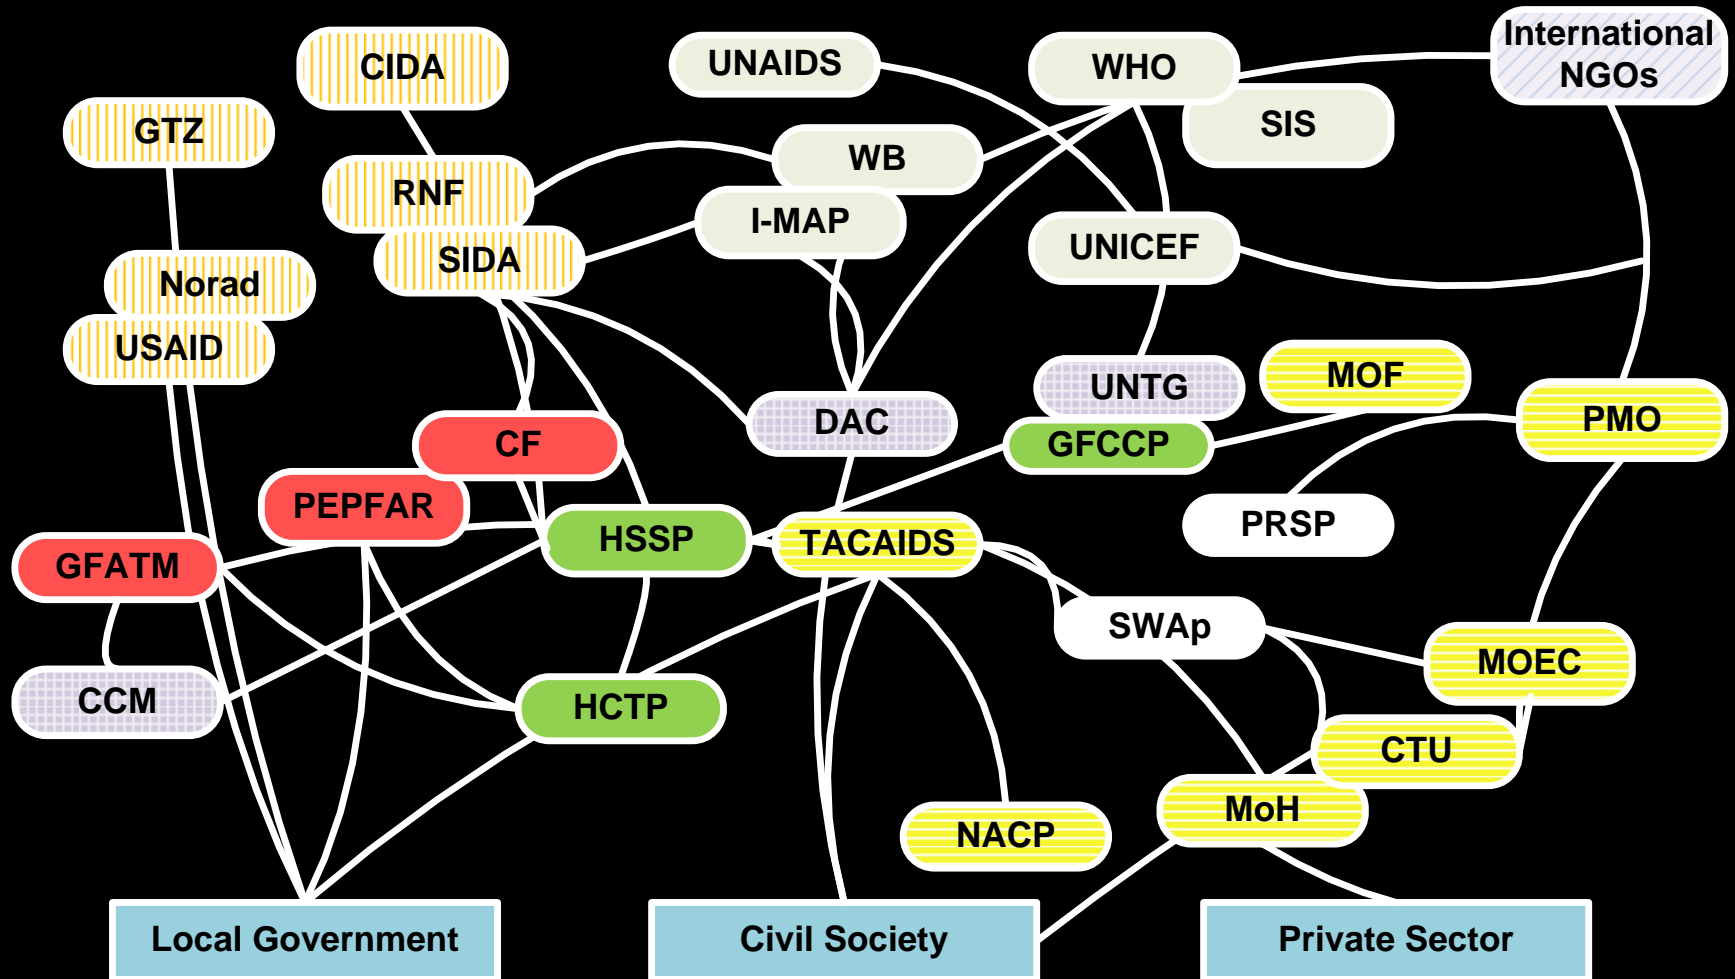 International
NGOs
CIDA
UNAIDS
WHO
SIS
GTZ
WB
RNF
I-MAP
UNICEF
SIDA
Norad
USAID
UNTG
MOF
DAC
PMO
CF
GFCCP
PEPFAR
PRSP
HSSP
TACAIDS
GFATM
SWAp
MOEC
CCM
HCTP
CTU
MoH
NACP
Local Government
Civil Society
Private Sector